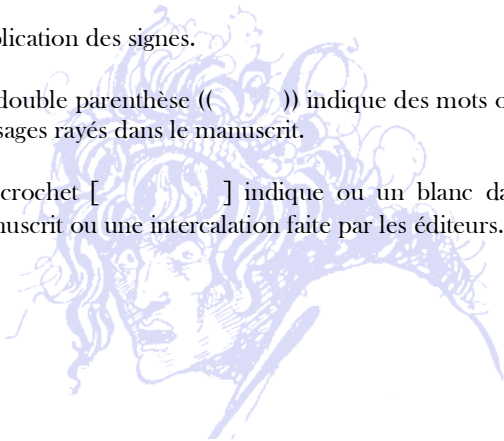 plication des signes.
double parenthèse (( )) indique des mots o
sages rayés dans le manuscrit.
crochet [ ] indique ou un blanc da
nuscrit ou une intercalation faite par les éditeurs.